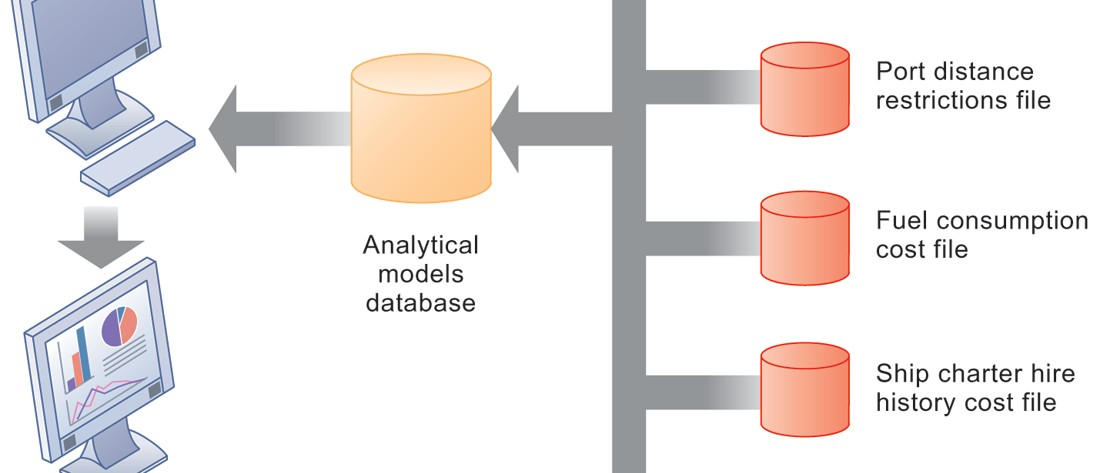 Port distance
restrictions file
Fuel consumption
cost file
Analytical
models
database
Ship charter hire
history cost file